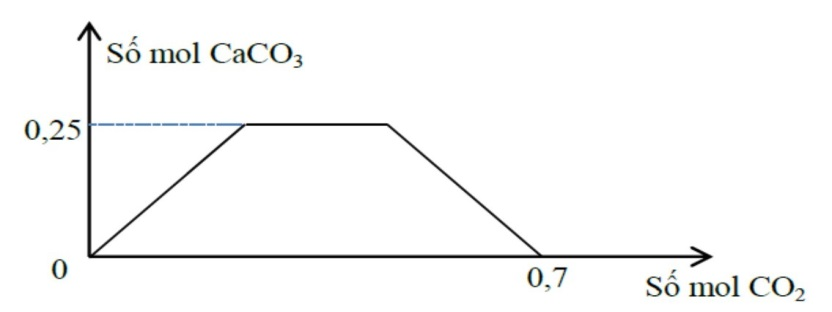 Số mol CaCO₃
0,25
0
0,7
Số mol CO₂